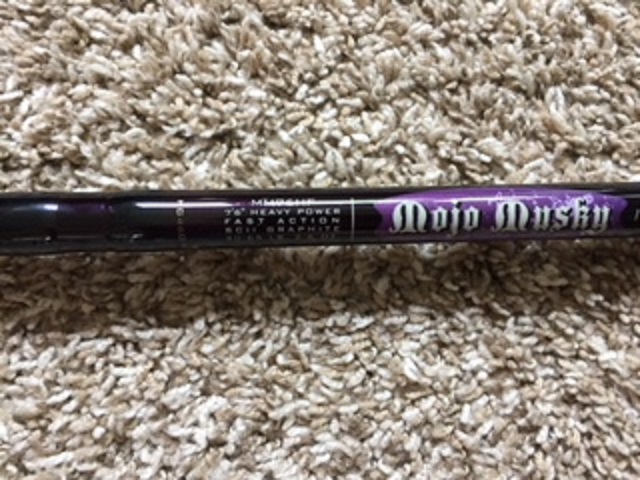 7'6" HEAVY POWER
FAST ACTION
SCII GRAPHITE
Mojo Musky